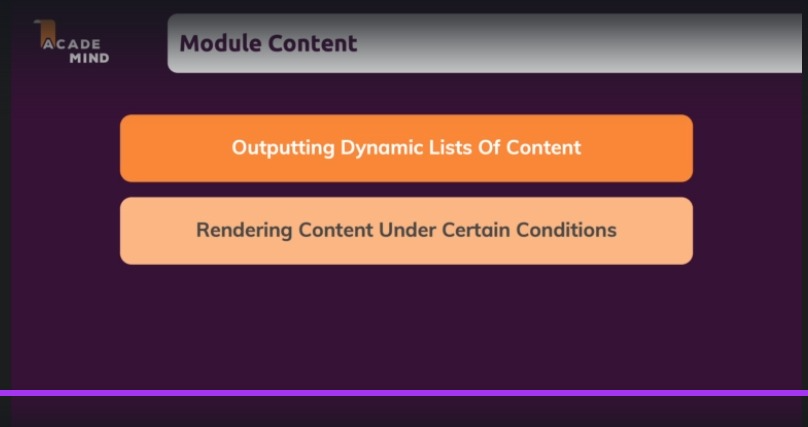 ACADE
MIND
Module Content
Outputting Dynamic Lists Of Content
Rendering Content Under Certain Conditions